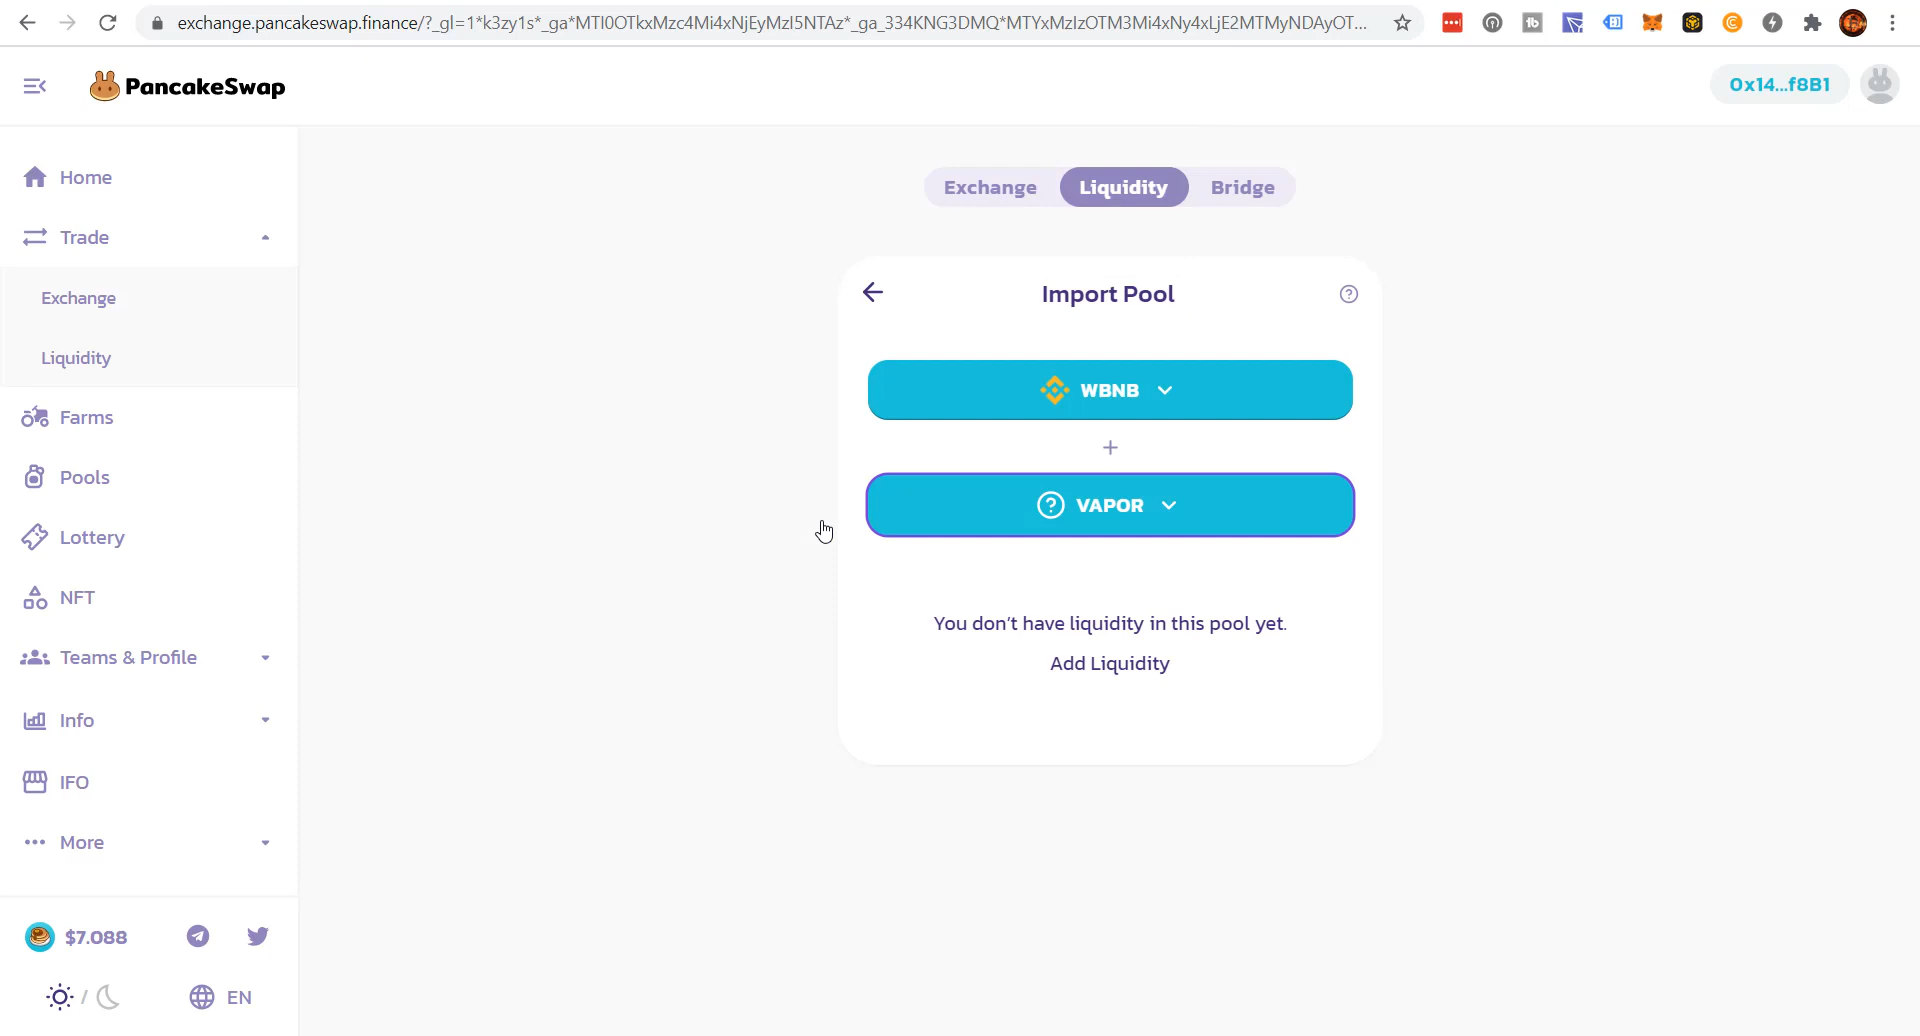 exchange.pancakeswap.finance/?_gl=1*k3zy1s*_ga*MTI0OTkxMzc4Mi4xNjEyMzI5NTAz*_ga_334KNG3DMQ*MTYxMzIzOTM3Mi4xNy4xLjE2MTMyNDAyOT...
PancakeSwap
0x14...f8B1
Home
Trade
Exchange
Liquidity
Farms
Pools
Lottery
NFT
Teams & Profile
Info
IFO
More
$7.088
/
EN
Exchange Liquidity Bridge
Import Pool
?
WBNB
+
? VAPOR
You don't have liquidity in this pool yet.
Add Liquidity